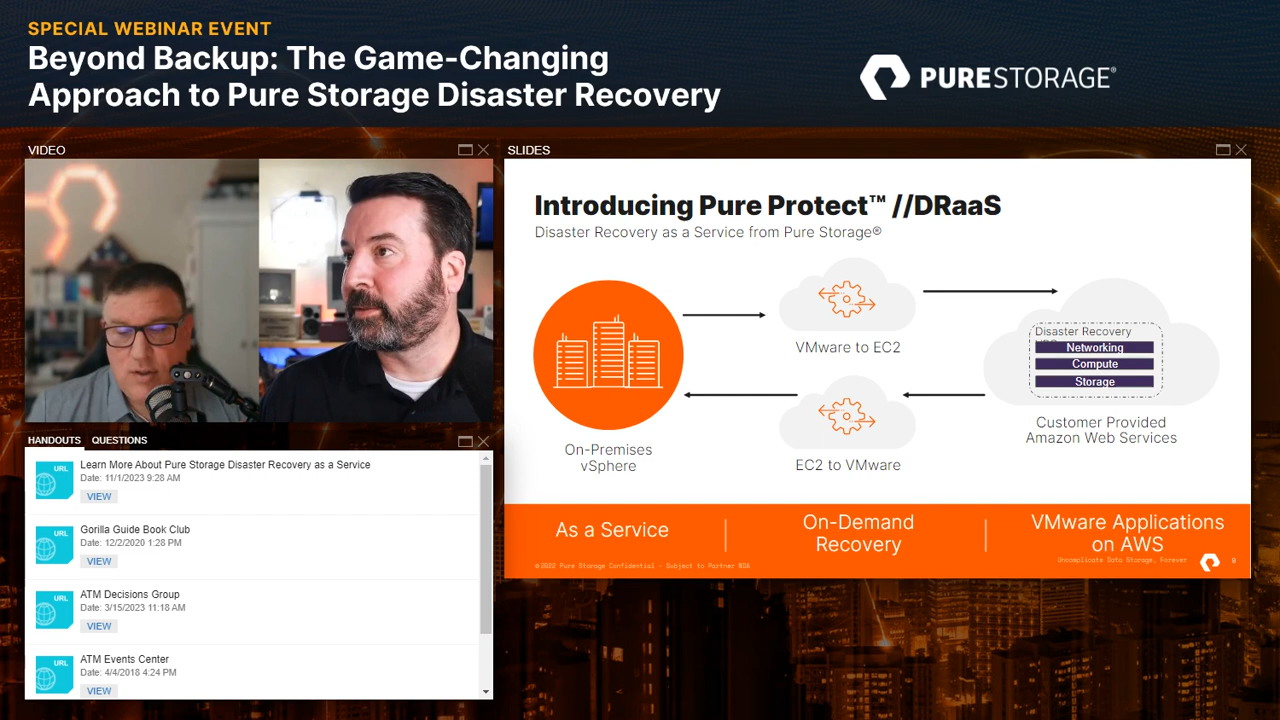 SPECIAL WEBINAR EVENT
Beyond Backup: The Game-Changing
Approach to Pure Storage Disaster Recovery
PURESTORAGE®
VIDEO
SLIDES
Introducing Pure Protect™ //DRaaS
Disaster Recovery as a Service from Pure Storage®
VMware to EC2
Disaster Recovery
Networking
Compute
Storage
Customer Provided
Amazon Web Services
On-Premises
vSphere
EC2 to VMware
As a Service
On-Demand
Recovery
VMware Applications
on AWS
©2022 Pure Storage Confidential - Subject to Partner NDA
Uncomplicate Data Storage, Forever
8
HANDOUTS
QUESTIONS
URL
Learn More About Pure Storage Disaster Recovery as a Service
Date: 11/1/2023 9:28 AM
VIEW
URL
Gorilla Guide Book Club
Date: 12/2/2020 1:28 PM
VIEW
URL
ATM Decisions Group
Date: 3/15/2023 11:18 AM
VIEW
URL
ATM Events Center
Date: 4/4/2018 4:24 PM
VIEW